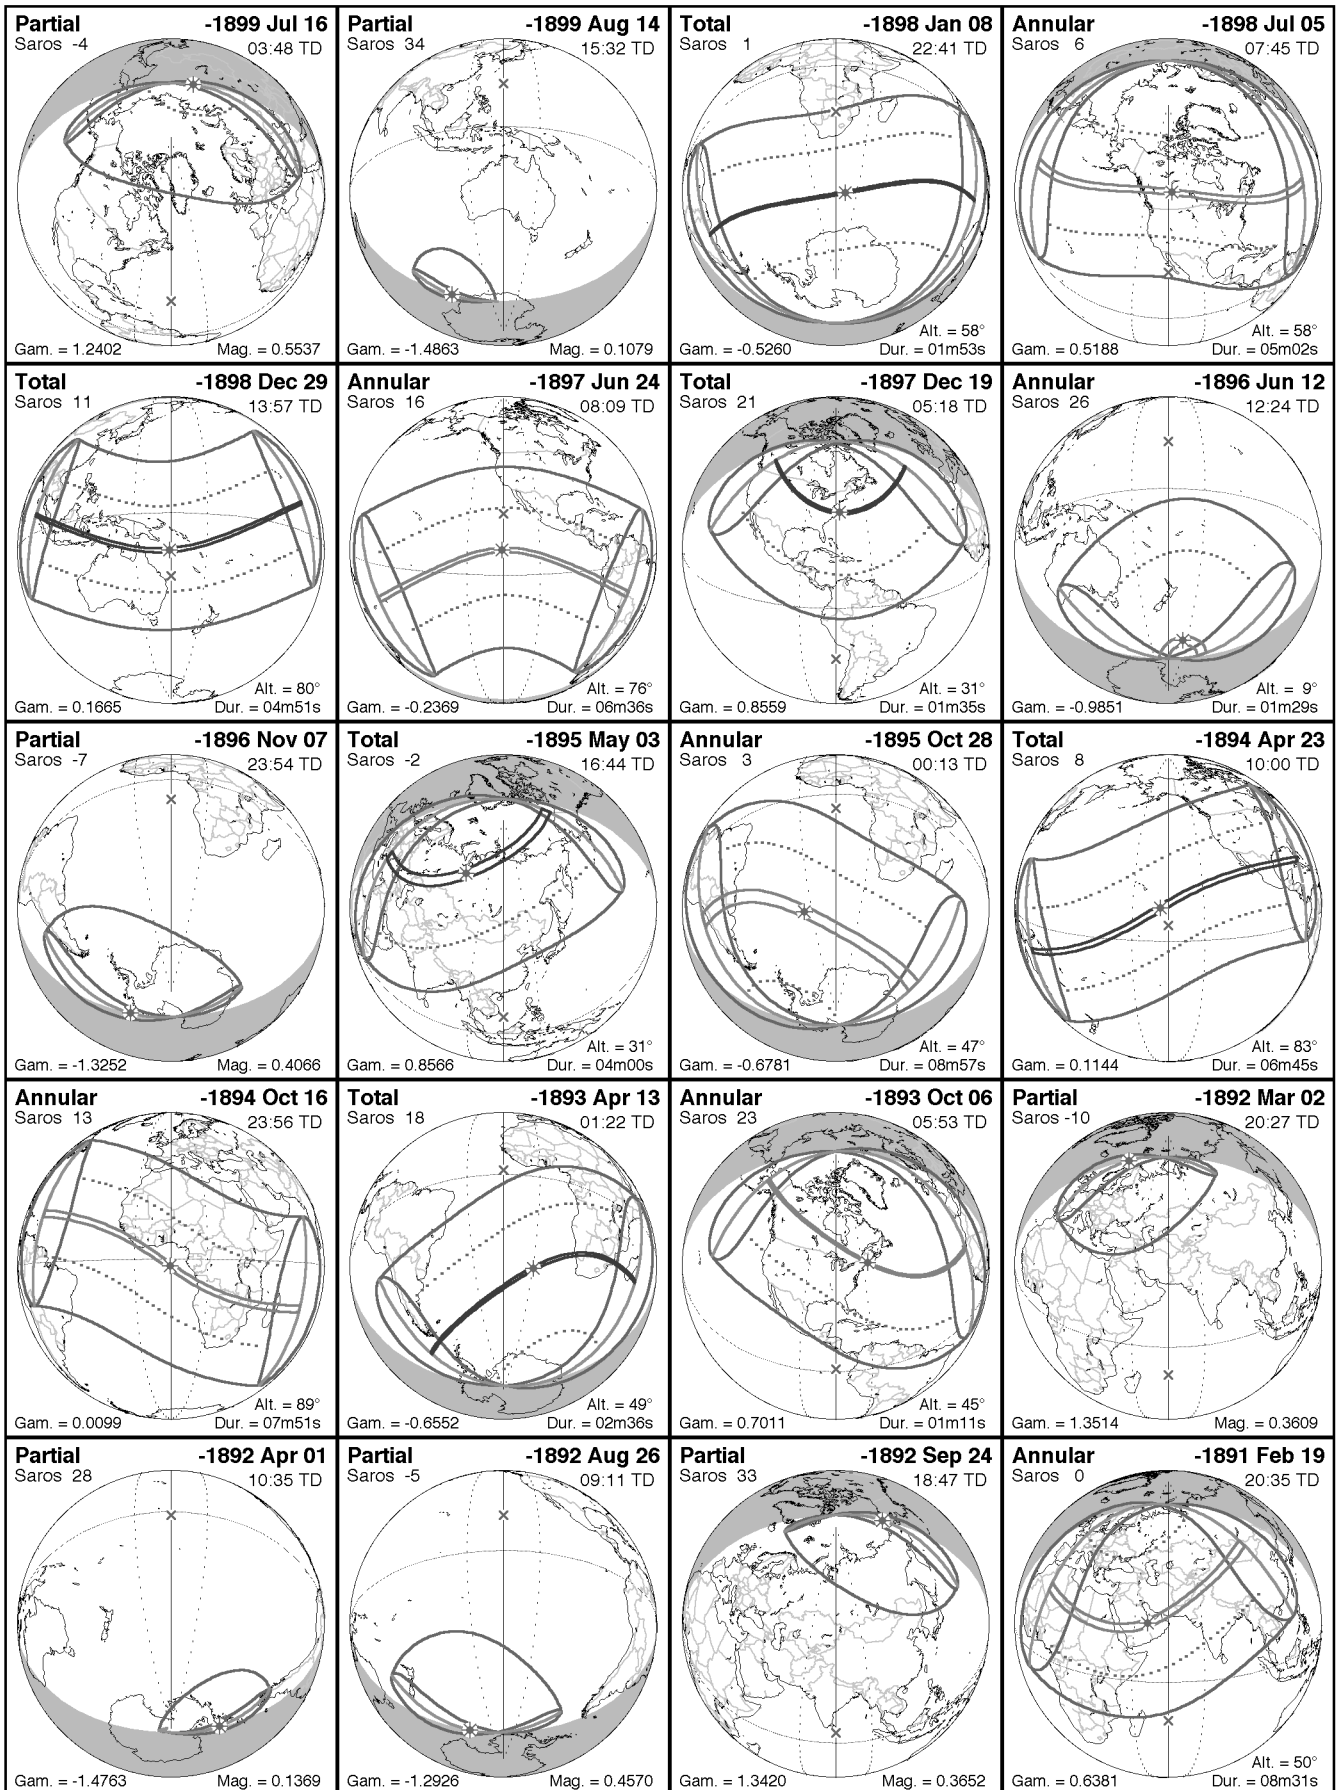 Partial -1899 Jul 16
Saros -4 03:48 TD
Gam. = 1.2402 Mag. = 0.5537
Partial -1899 Aug 14
Saros 34 15:32 TD
Gam. = -1.4863 Mag. = 0.1079
Total -1898 Jan 08
Saros 1 22:41 TD
Alt. = 58°
Gam. = -0.5260 Dur. = 01m53s
Annular -1898 Jul 05
Saros 6 07:45 TD
Alt. = 58°
Gam. = 0.5188 Dur. = 05m02s
Total -1898 Dec 29
Saros 11 13:57 TD
Alt. = 80°
Gam. = 0.1665 Dur. = 04m51s
Annular -1897 Jun 24
Saros 16 08:09 TD
Alt. = 76°
Gam. = -0.2369 Dur. = 06m36s
Total -1897 Dec 19
Saros 21 05:18 TD
Alt. = 31°
Gam. = 0.8559 Dur. = 01m35s
Annular -1896 Jun 12
Saros 26 12:24 TD
Alt. = 9°
Gam. = -0.9851 Dur. = 01m29s
Partial -1896 Nov 07
Saros -7 23:54 TD
Gam. = -1.3252 Mag. = 0.4066
Total -1895 May 03
Saros -2 16:44 TD
Alt. = 31°
Gam. = 0.8566 Dur. = 04m00s
Annular -1895 Oct 28
Saros 3 00:13 TD
Alt. = 47°
Gam. = -0.6781 Dur. = 08m57s
Total -1894 Apr 23
Saros 8 10:00 TD
Alt. = 83°
Gam. = 0.1144 Dur. = 06m45s
Annular -1894 Oct 16
Saros 13 23:56 TD
Alt. = 89°
Gam. = 0.0099 Dur. = 07m51s
Total -1893 Apr 13
Saros 18 01:22 TD
Alt. = 49°
Gam. = -0.6552 Dur. = 02m36s
Annular -1893 Oct 06
Saros 23 05:53 TD
Alt. = 45°
Gam. = 0.7011 Dur. = 01m11s
Partial -1892 Mar 02
Saros -10 20:27 TD
Gam. = 1.3514 Mag. = 0.3609
Partial -1892 Apr 01
Saros 28 10:35 TD
Gam. = -1.4763 Mag. = 0.1369
Partial -1892 Aug 26
Saros -5 09:11 TD
Gam. = -1.2926 Mag. = 0.4570
Partial -1892 Sep 24
Saros 33 18:47 TD
Gam. = 1.3420 Mag. = 0.3652
Annular -1891 Feb 19
Saros 0 20:35 TD
Alt. = 50°
Gam. = 0.6381 Dur. = 08m31s